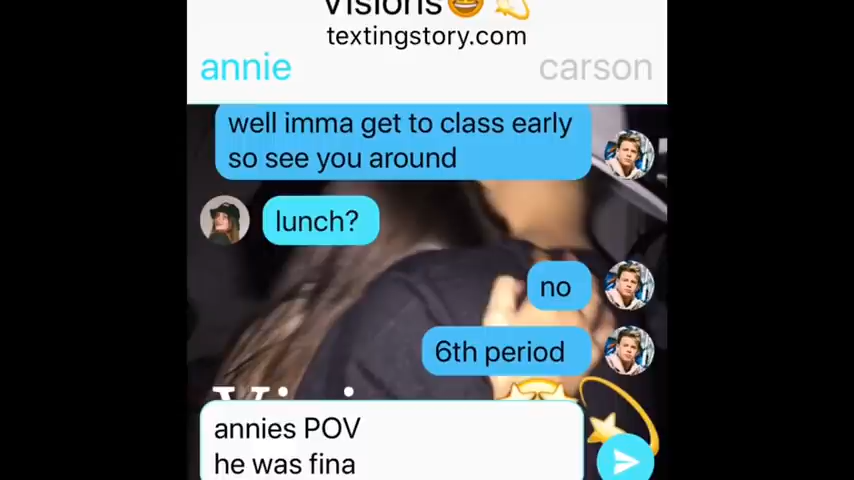 Visions🤩💫
textingstory.com
annie carson
well imma get to class early
so see you around
lunch?
no
6th period
annies POV
he was fina